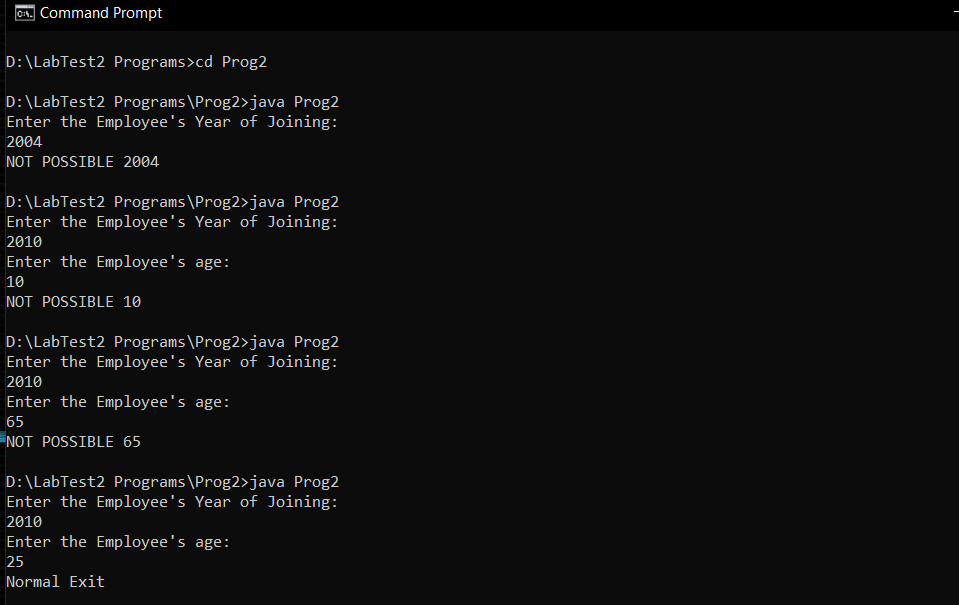 Command Prompt
D:\LabTest2 Programs>cd Prog2
D:\LabTest2 Programs\Prog2>java Prog2
Enter the Employee's Year of Joining:
2004
NOT POSSIBLE 2004
D:\LabTest2 Programs\Prog2>java Prog2
Enter the Employee's Year of Joining:
2010
Enter the Employee's age:
10
NOT POSSIBLE 10
D:\LabTest2 Programs\Prog2>java Prog2
Enter the Employee's Year of Joining:
2010
Enter the Employee's age:
65
NOT POSSIBLE 65
D:\LabTest2 Programs\Prog2>java Prog2
Enter the Employee's Year of Joining:
2010
Enter the Employee's age:
25
Normal Exit